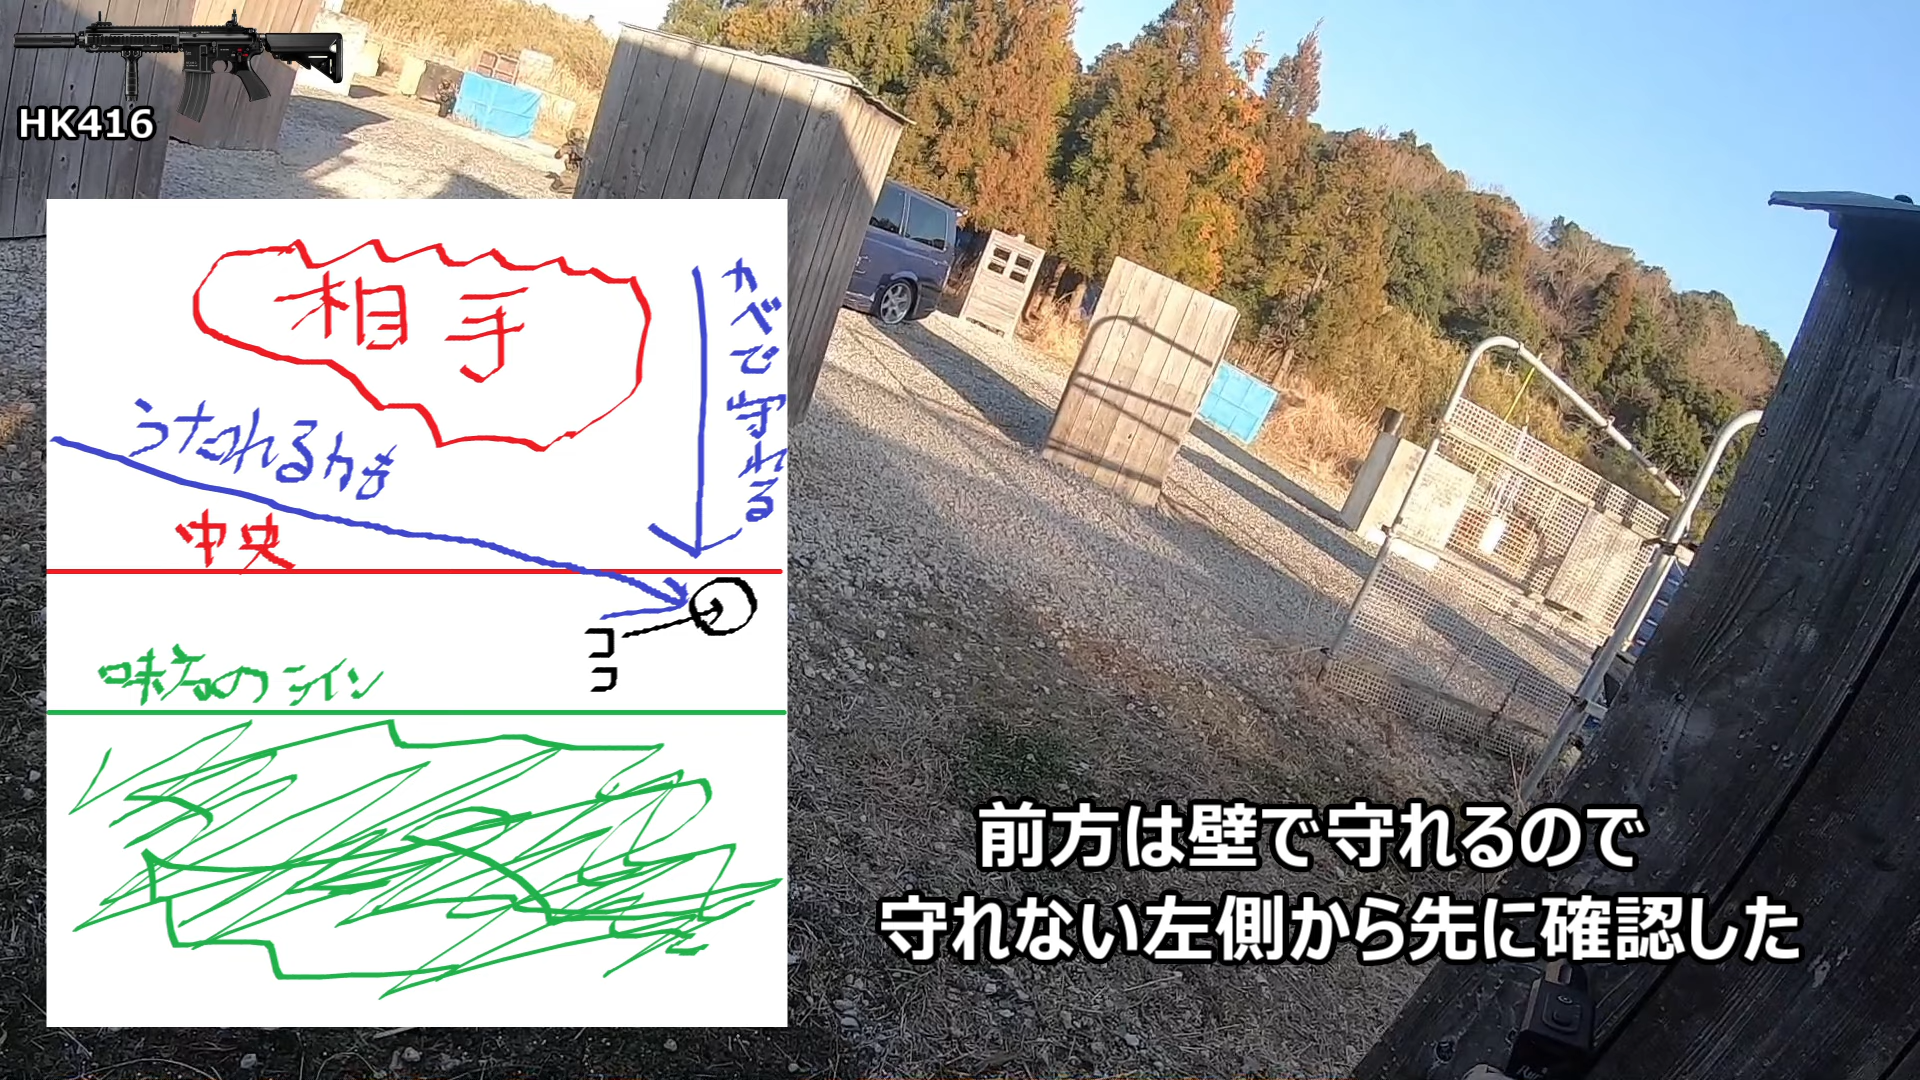 HK416
相手
カベで守れる
うたれるかも
中央
ココ
味方のライン
前方は壁で守れるので
守れない左側から先に確認した